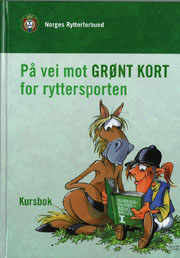 Norges Rytterforbund
På vei mot GRØNT KORT
for ryttersporten
Kursbok